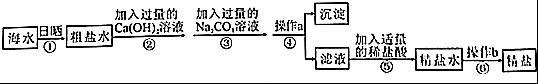 海水 日晒 ① 粗盐水 加入过量的 Ca(OH)₂溶液 ② 加入过量的 Na₂CO₃溶液 ③ 操作a ④ 沉淀
滤液 加入适量的稀盐酸 ⑤ 精盐水 操作b ⑥ 精盐